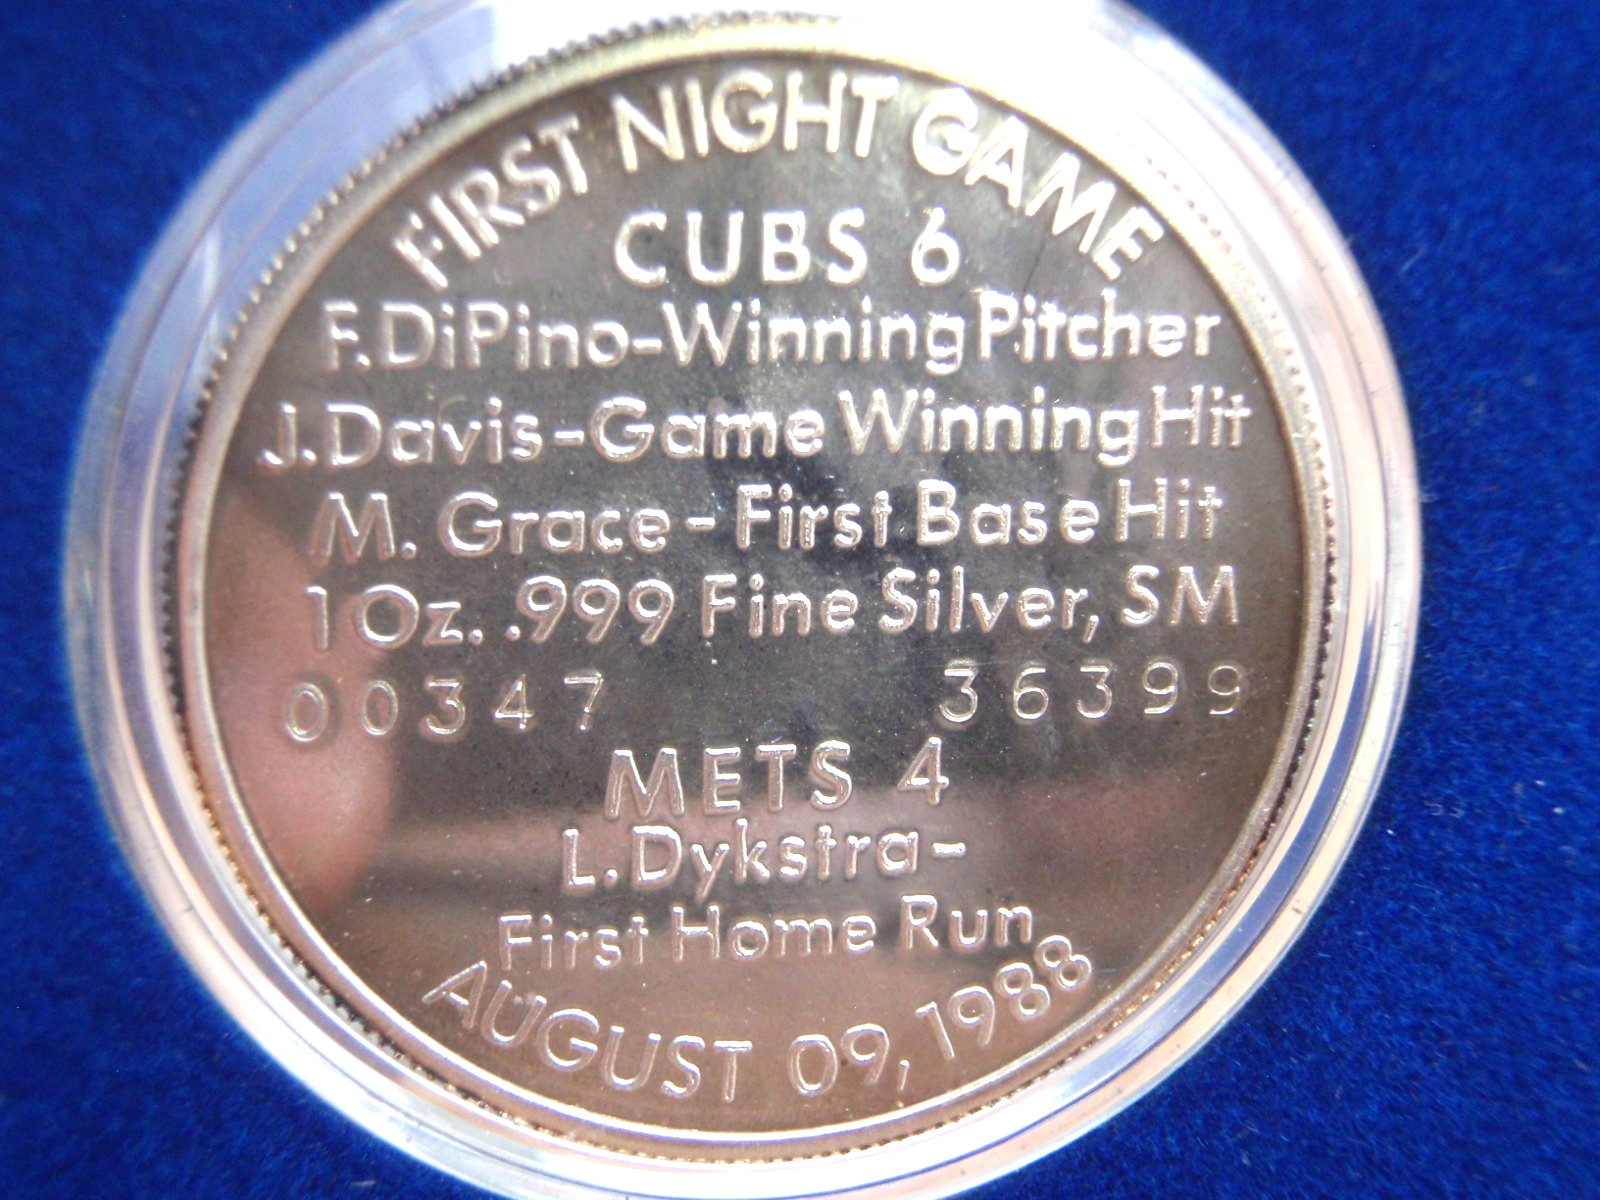 FIRST NIGHT GAME
CUBS 6
F. DiPino-Winning Pitcher
J. Davis-Game Winning Hit
M. Grace-First Base Hit
1 Oz. .999 Fine Silver, SM
00347 36399
METS 4
L. Dykstra-
First Home Run
AUGUST 09, 1988